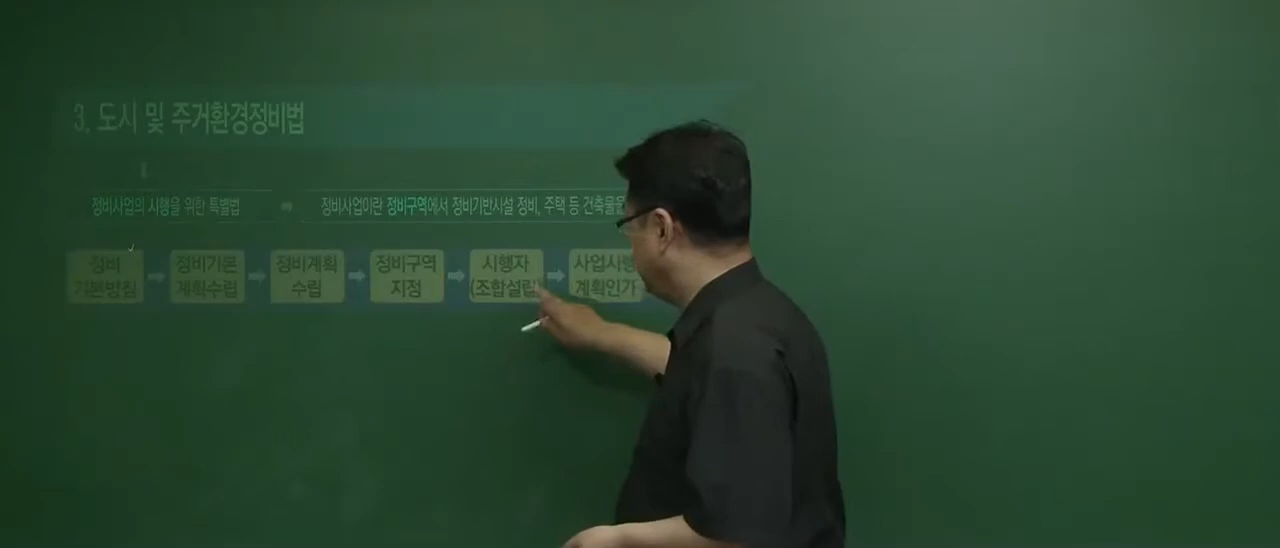 3. 도시 및 주거환경정비법
정비사업의 시행을 위한 특별법
정비사업이란 정비구역에서 정비기반시설 정비, 주택 등 건축물을
정비
기본방침
정비기본
계획수립
정비계획
수립
정비구역
지정
시행자
(조합설립)
사업시행
계획인가